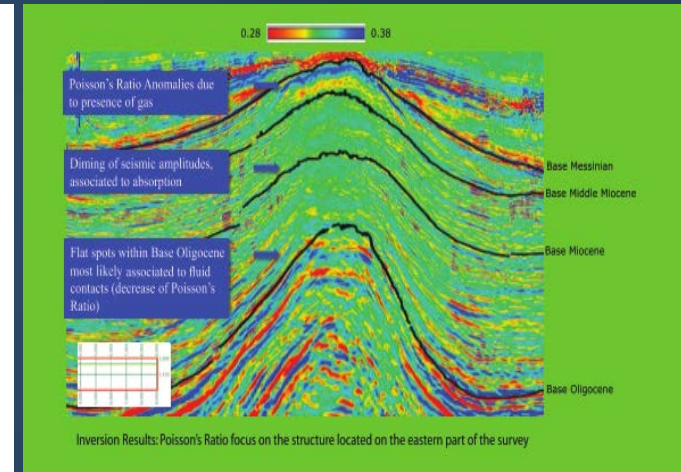 0.28 0.38
Poisson's Ratio Anomalies due
to presence of gas
Diming of seismic amplitudes,
associated to absorption
Flat spots within Base Oligocene
most likely associated to fluid
contacts (decrease of Poisson's
Ratio)
Base Messinian
Base Middle Miocene
Base Miocene
Base Oligocene
Inversion Results: Poisson's Ratio focus on the structure located on the eastern part of the survey